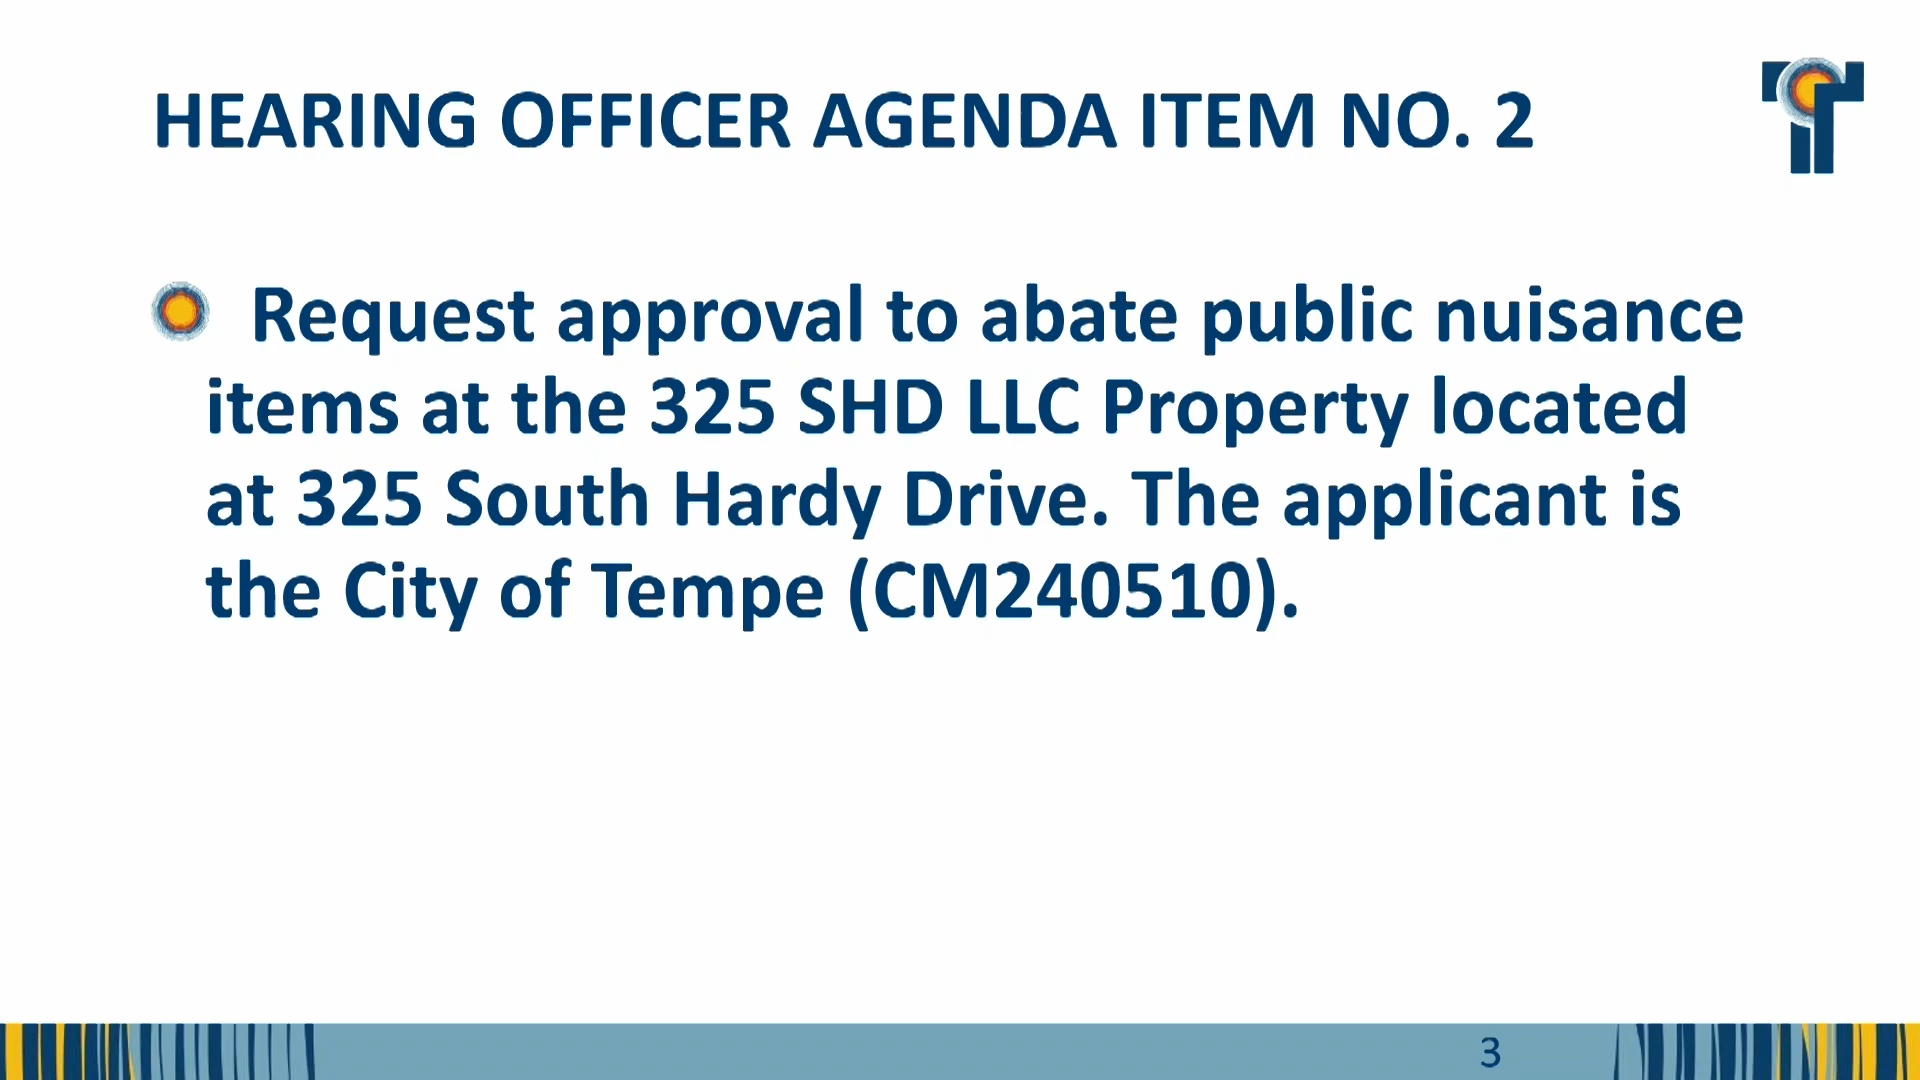 HEARING OFFICER AGENDA ITEM NO. 2
Request approval to abate public nuisance
items at the 325 SHD LLC Property located
at 325 South Hardy Drive. The applicant is
the City of Tempe (CM240510).
3